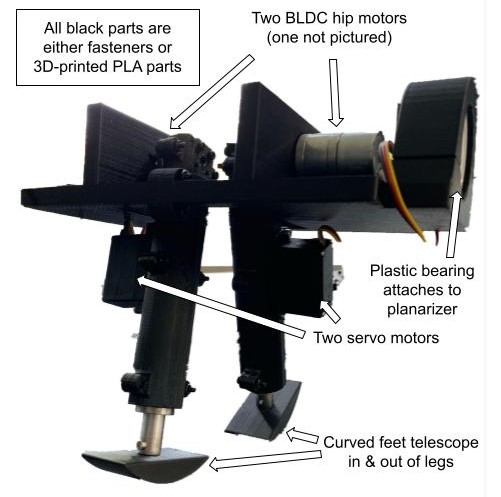 All black parts are
either fasteners or
3D-printed PLA parts
Two BLDC hip motors
(one not pictured)
Plastic bearing
attaches to
planarizer
Two servo motors
Curved feet telescope
in & out of legs